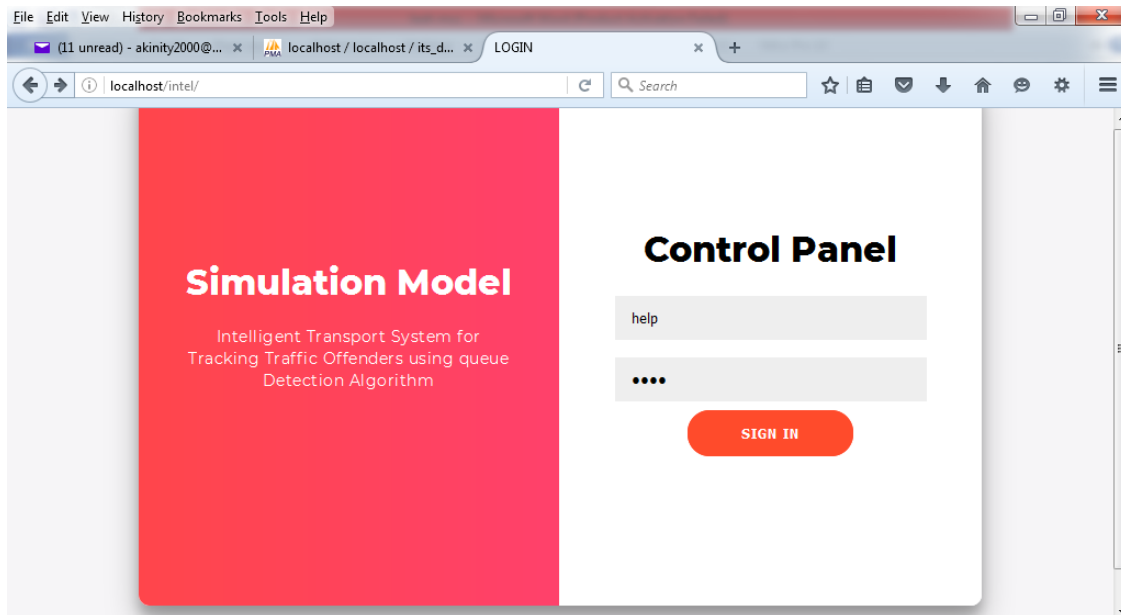 File Edit View History Bookmarks Tools Help
(11 unread) - akinity2000@...
localhost / localhost / its_d...
LOGIN
localhost/intel/
Search
Simulation Model
Intelligent Transport System for
Tracking Traffic Offenders using queue
Detection Algorithm
Control Panel
help
••••
SIGN IN